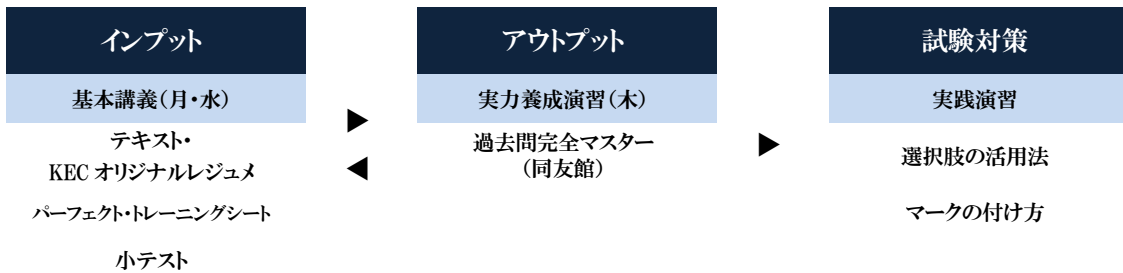 インプット
基本講義(月・水)
テキスト・
KEC オリジナルレジュメ
パーフェクト・トレーニングシート
小テスト
アウトプット
実力養成演習(木)
過去問完全マスター
(同友館)
試験対策
実践演習
選択肢の活用法
マークの付け方